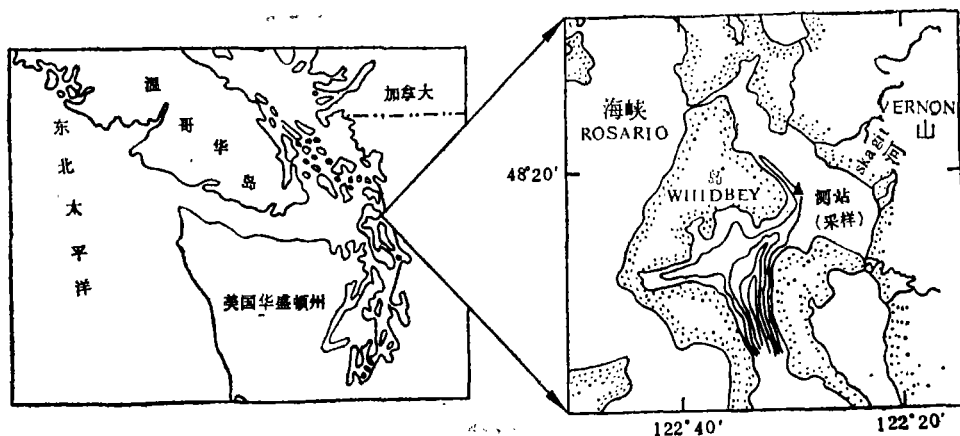 东
北
太
平
洋
温
哥
华
岛
加拿大
美国华盛顿州
海峡
ROSARIO
VERNON
山
skagit
河
48°20'
岛
WHIDBEY
测站
(采样)
122°40'
122°20'